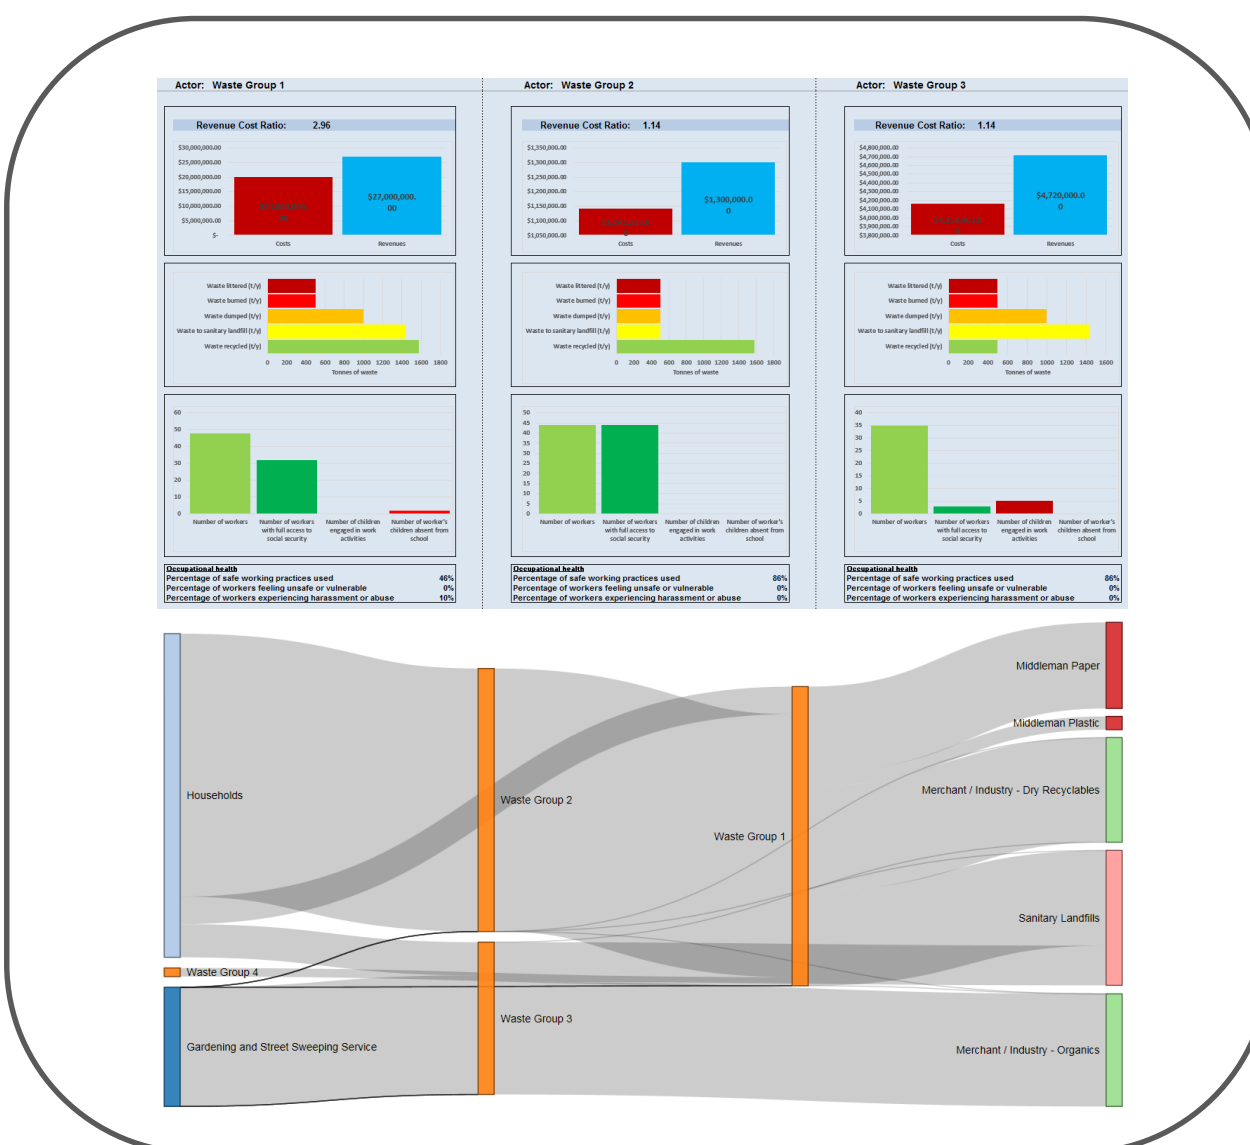 Actor: Waste Group 1
Revenue Cost Ratio: 2.96
$30,000,000.00
$25,000,000.00
$20,000,000.00
$15,000,000.00
$10,000,000.00
$5,000,000.00
$-
$27,000,000.
00
Costs
Revenues
Waste littered (t/y)
Waste burned (t/y)
Waste dumped (t/y)
Waste to sanitary landfill (t/y)
Waste recycled (t/y)
0 200 400 600 800 1000 1200 1400 1600 1800
Tonnes of waste
60
50
40
30
20
10
0
Number of workers
Number of workers
with full access to
social security
Number of children
engaged in work
activities
Number of worker's
children absent from
school
Occupational health
Percentage of safe working practices used 46%
Percentage of workers feeling unsafe or vulnerable 0%
Percentage of workers experiencing harassment or abuse 10%
Actor: Waste Group 2
Revenue Cost Ratio: 1.14
$1,350,000.00
$1,300,000.00
$1,250,000.00
$1,200,000.00
$1,150,000.00
$1,100,000.00
$1,050,000.00
$1,300,000.0
0
Costs
Revenues
Waste littered (t/y)
Waste burned (t/y)
Waste dumped (t/y)
Waste to sanitary landfill (t/y)
Waste recycled (t/y)
0 200 400 600 800 1000 1200 1400 1600 1800
Tonnes of waste
50
45
40
35
30
25
20
15
10
5
0
Number of workers
Number of workers
with full access to
social security
Number of children
engaged in work
activities
Number of worker's
children absent from
school
Occupational health
Percentage of safe working practices used 86%
Percentage of workers feeling unsafe or vulnerable 0%
Percentage of workers experiencing harassment or abuse 0%
Actor: Waste Group 3
Revenue Cost Ratio: 1.14
$4,800,000.00
$4,700,000.00
$4,600,000.00
$4,500,000.00
$4,400,000.00
$4,300,000.00
$4,200,000.00
$4,100,000.00
$4,000,000.00
$3,900,000.00
$3,800,000.00
$4,720,000.0
0
Costs
Revenues
Waste littered (t/y)
Waste burned (t/y)
Waste dumped (t/y)
Waste to sanitary landfill (t/y)
Waste recycled (t/y)
0 200 400 600 800 1000 1200 1400 1600
Tonnes of waste
40
35
30
25
20
15
10
5
0
Number of workers
Number of workers
with full access to
social security
Number of children
engaged in work
activities
Number of worker's
children absent from
school
Occupational health
Percentage of safe working practices used 86%
Percentage of workers feeling unsafe or vulnerable 0%
Percentage of workers experiencing harassment or abuse 0%
Middleman Paper
Middleman Plastic
Merchant / Industry - Dry Recyclables
Households
Waste Group 2
Waste Group 1
Sanitary Landfills
Waste Group 4
Waste Group 3
Gardening and Street Sweeping Service
Merchant / Industry - Organics